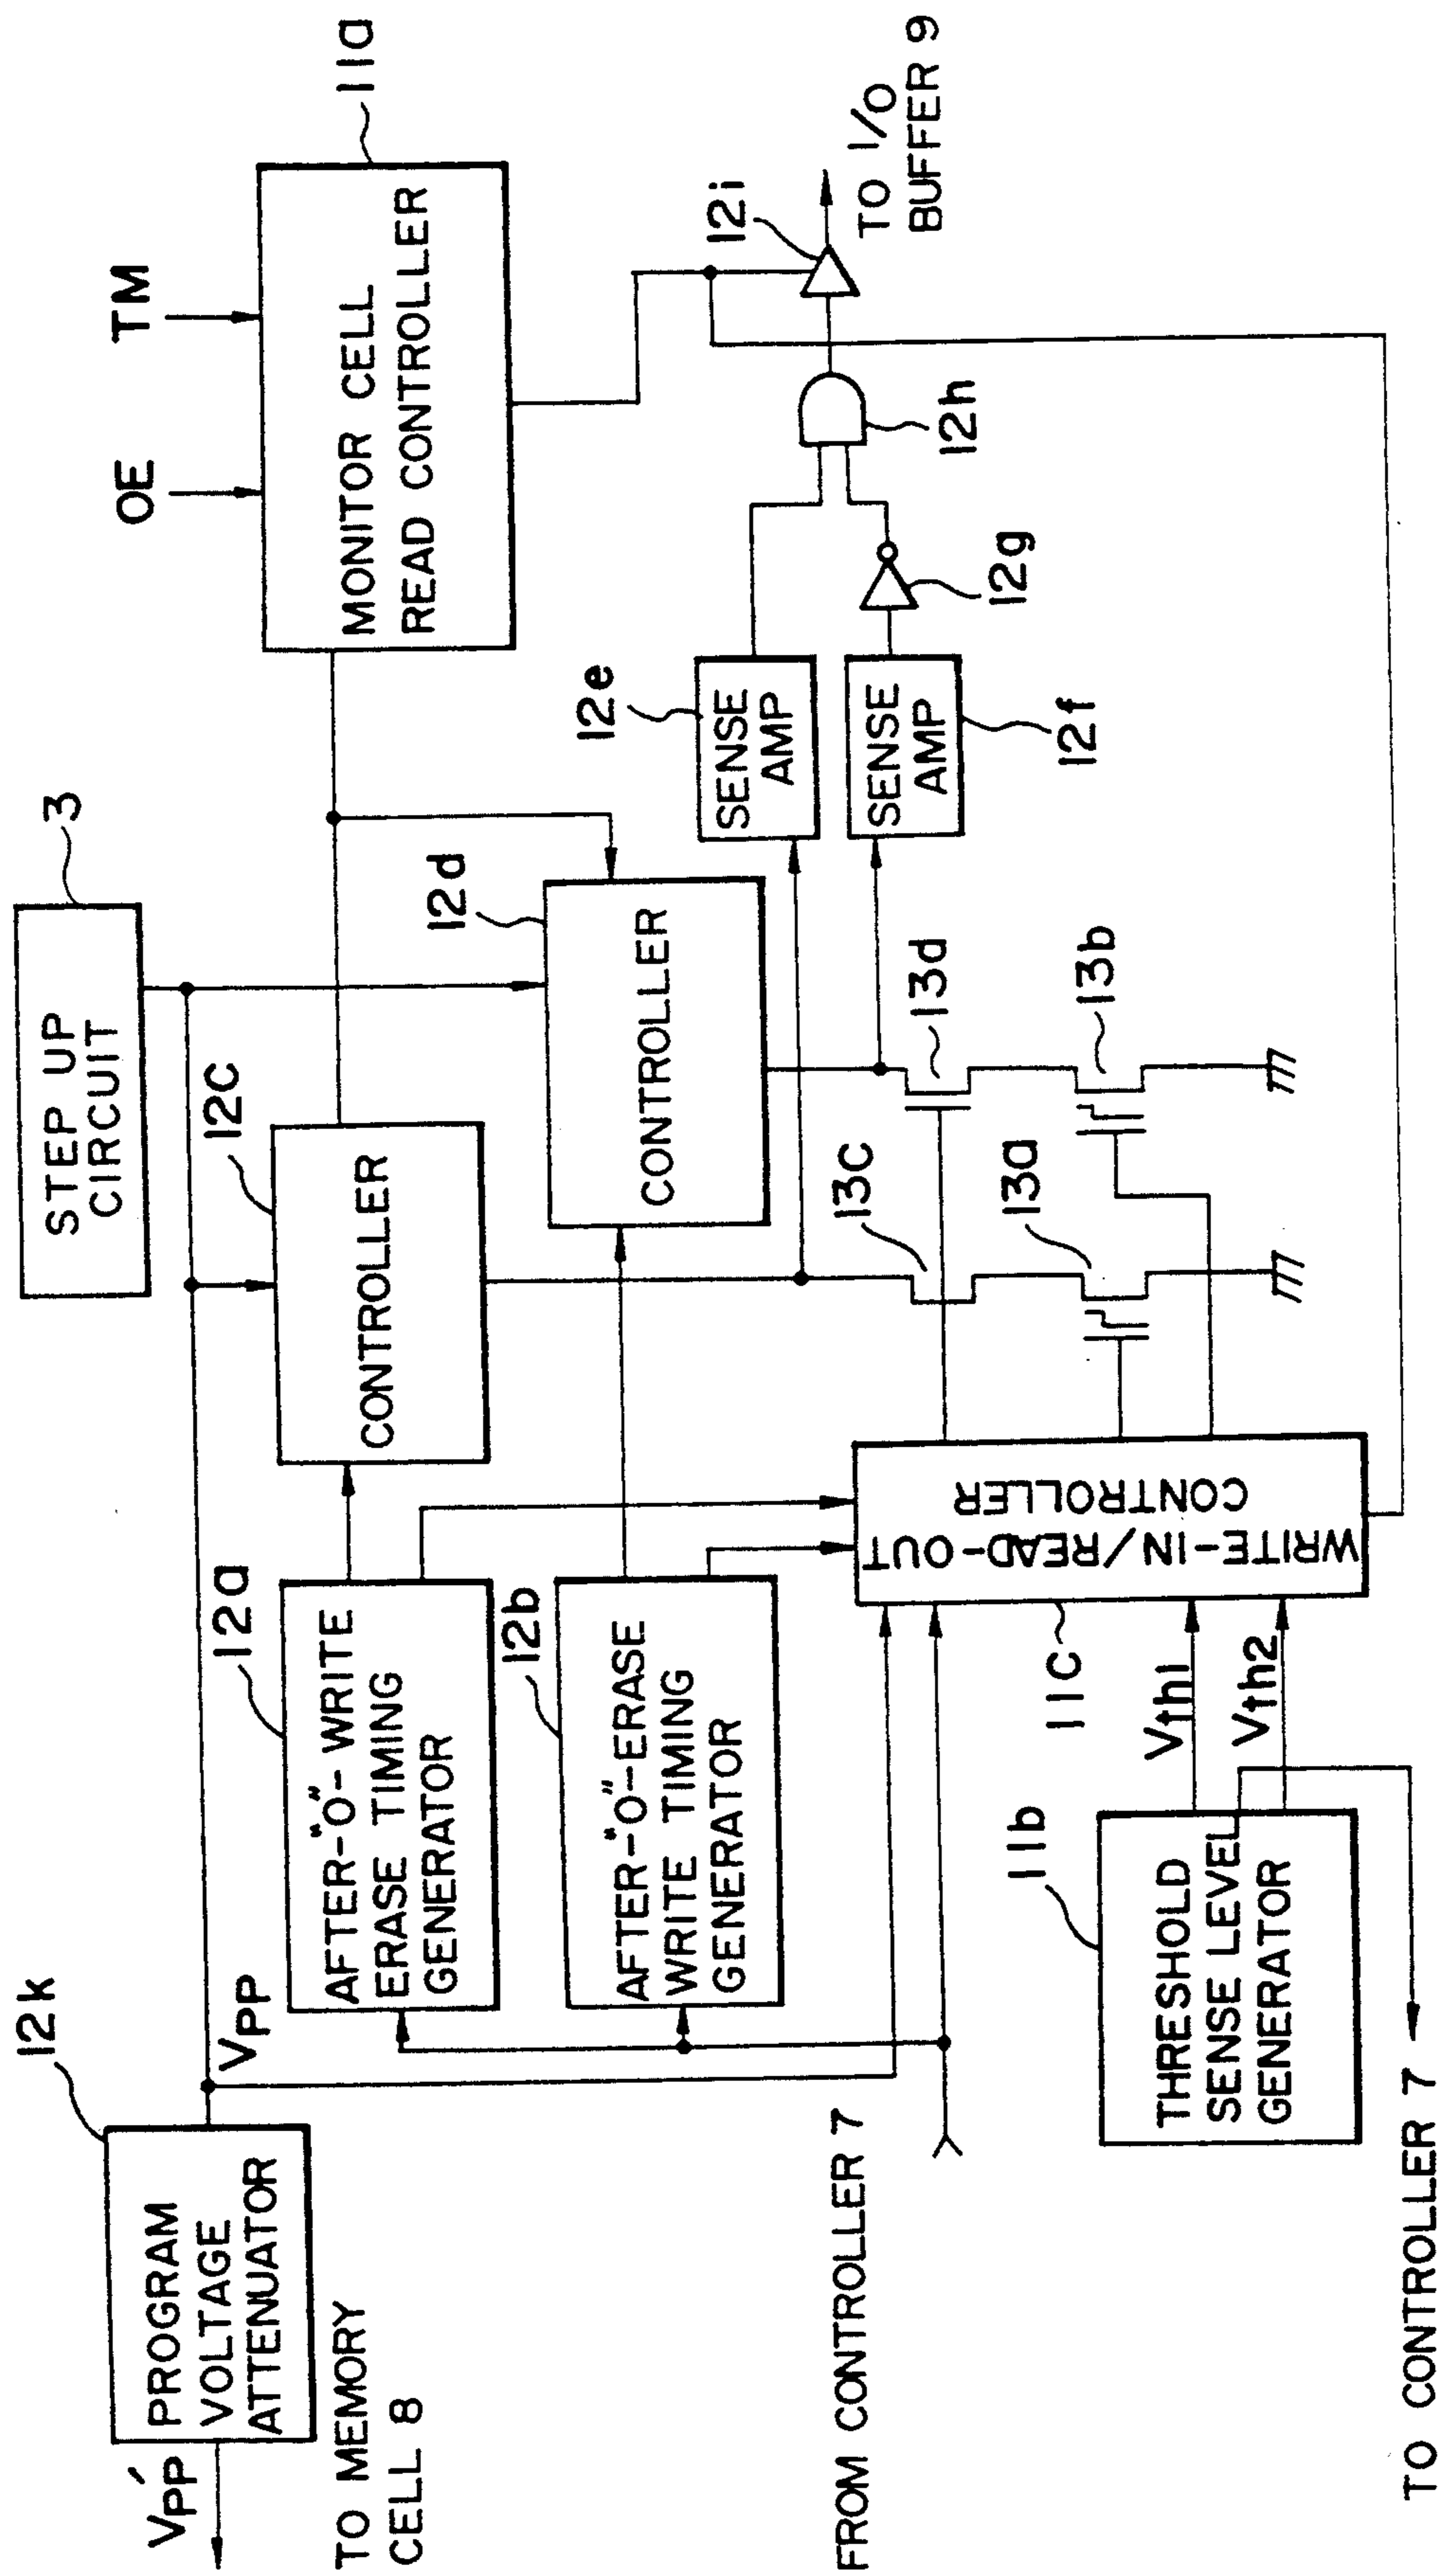 12k
PROGRAM
VOLTAGE
ATTENUATOR
VPP'
TO MEMORY
CELL 8
VPP
STEP UP
CIRCUIT
3
OE
TM
MONITOR CELL
READ CONTROLLER
11a
12a
AFTER-"0"-WRITE
ERASE TIMING
GENERATOR
12c
CONTROLLER
12b
AFTER-"0"-ERASE
WRITE TIMING
GENERATOR
12d
CONTROLLER
12e
SENSE
AMP
SENSE
AMP
12f
12g
12h
12i
TO I/O
BUFFER 9
13c
13d
13a
13b
FROM CONTROLLER 7
WRITE-IN/READ-OUT
CONTROLLER
11c
11b
THRESHOLD
SENSE LEVEL
GENERATOR
Vth1
Vth2
TO CONTROLLER 7